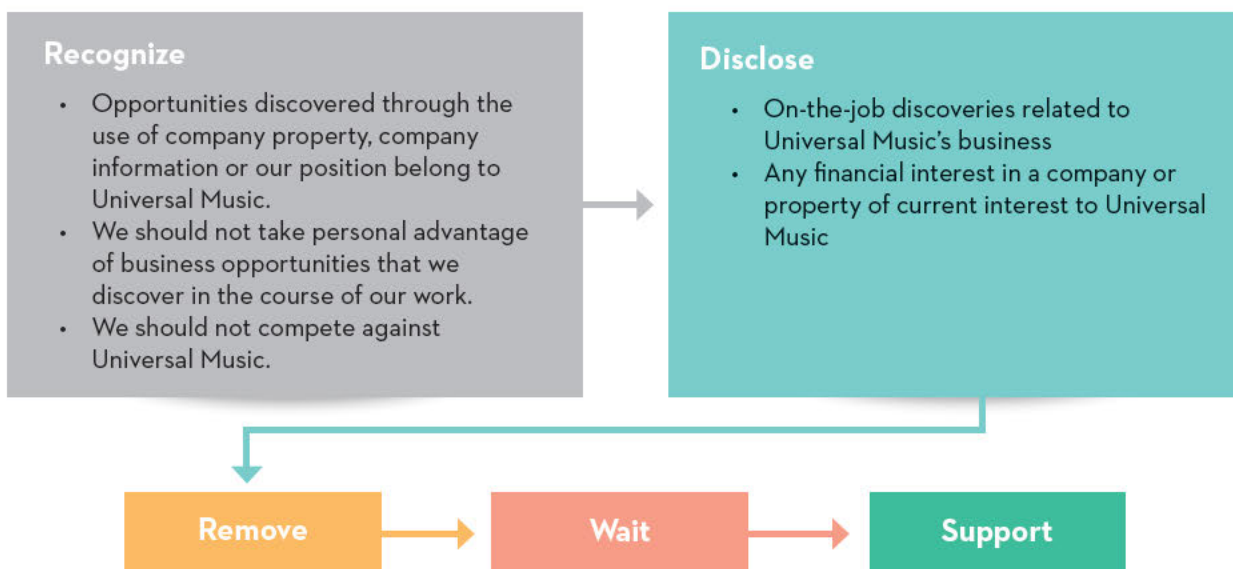 Recognize
• Opportunities discovered through the
use of company property, company
information or our position belong to
Universal Music.
• We should not take personal advantage
of business opportunities that we
discover in the course of our work.
• We should not compete against
Universal Music.
Disclose
• On-the-job discoveries related to
Universal Music’s business
• Any financial interest in a company or
property of current interest to Universal
Music
Remove
Wait
Support